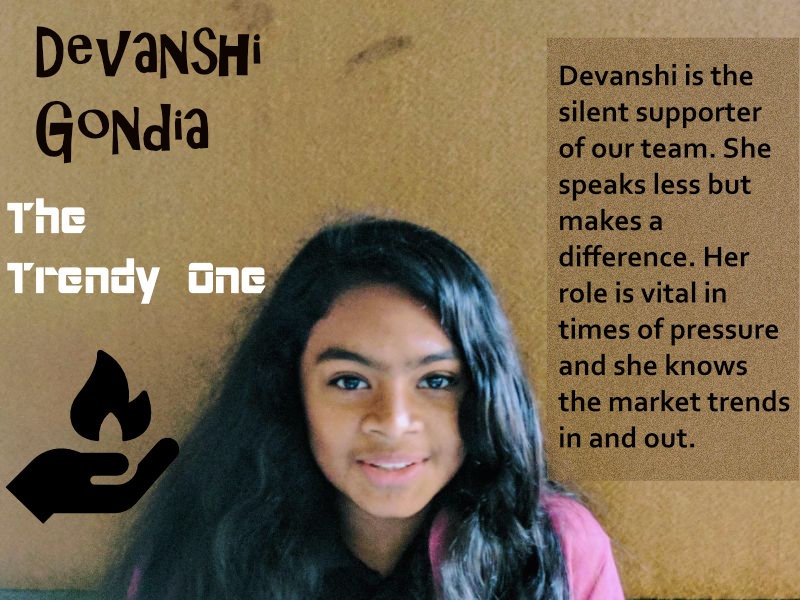 Devanshi
Gondia
The
Trendy One
Devanshi is the
silent supporter
of our team. She
speaks less but
makes a
difference. Her
role is vital in
times of pressure
and she knows
the market trends
in and out.